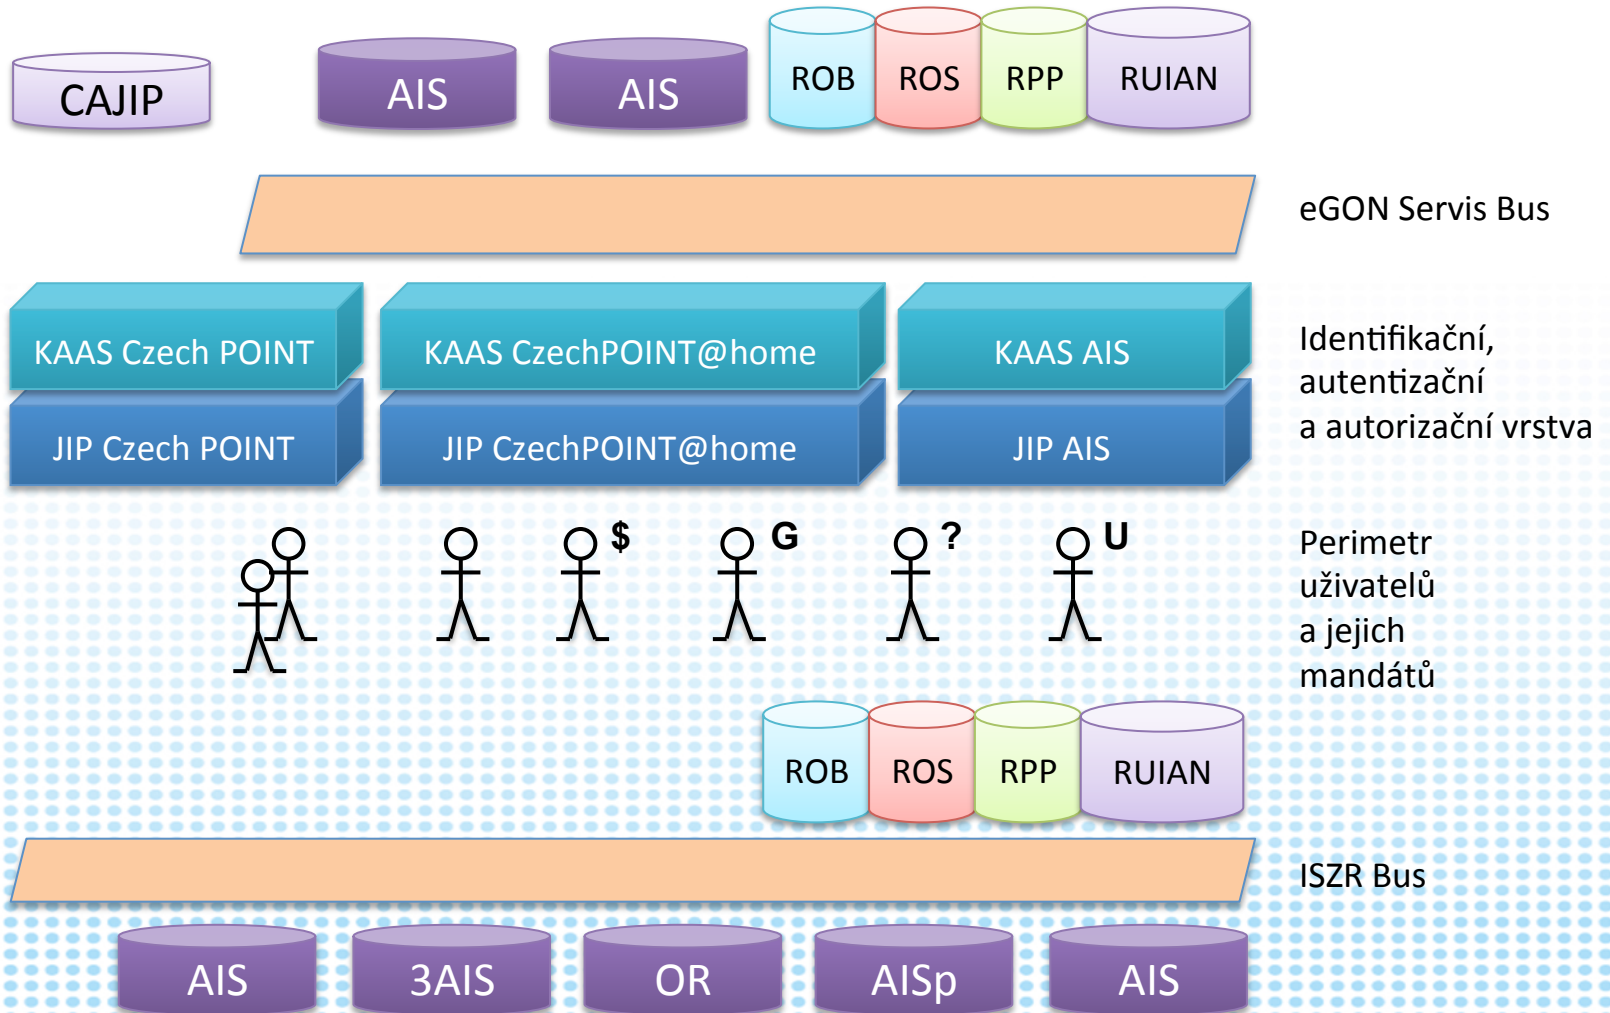 CAJIP
AIS
AIS
ROB
ROS
RPP
RUIAN
eGON Servis Bus
KAAS Czech POINT
KAAS CzechPOINT@home
KAAS AIS
JIP Czech POINT
JIP CzechPOINT@home
JIP AIS
Identifikační,
autentizační
a autorizační vrstva
$
G
?
U
Perimetr
uživatelů
a jejich
mandátů
ROB
ROS
RPP
RUIAN
ISZR Bus
AIS
3AIS
OR
AISp
AIS